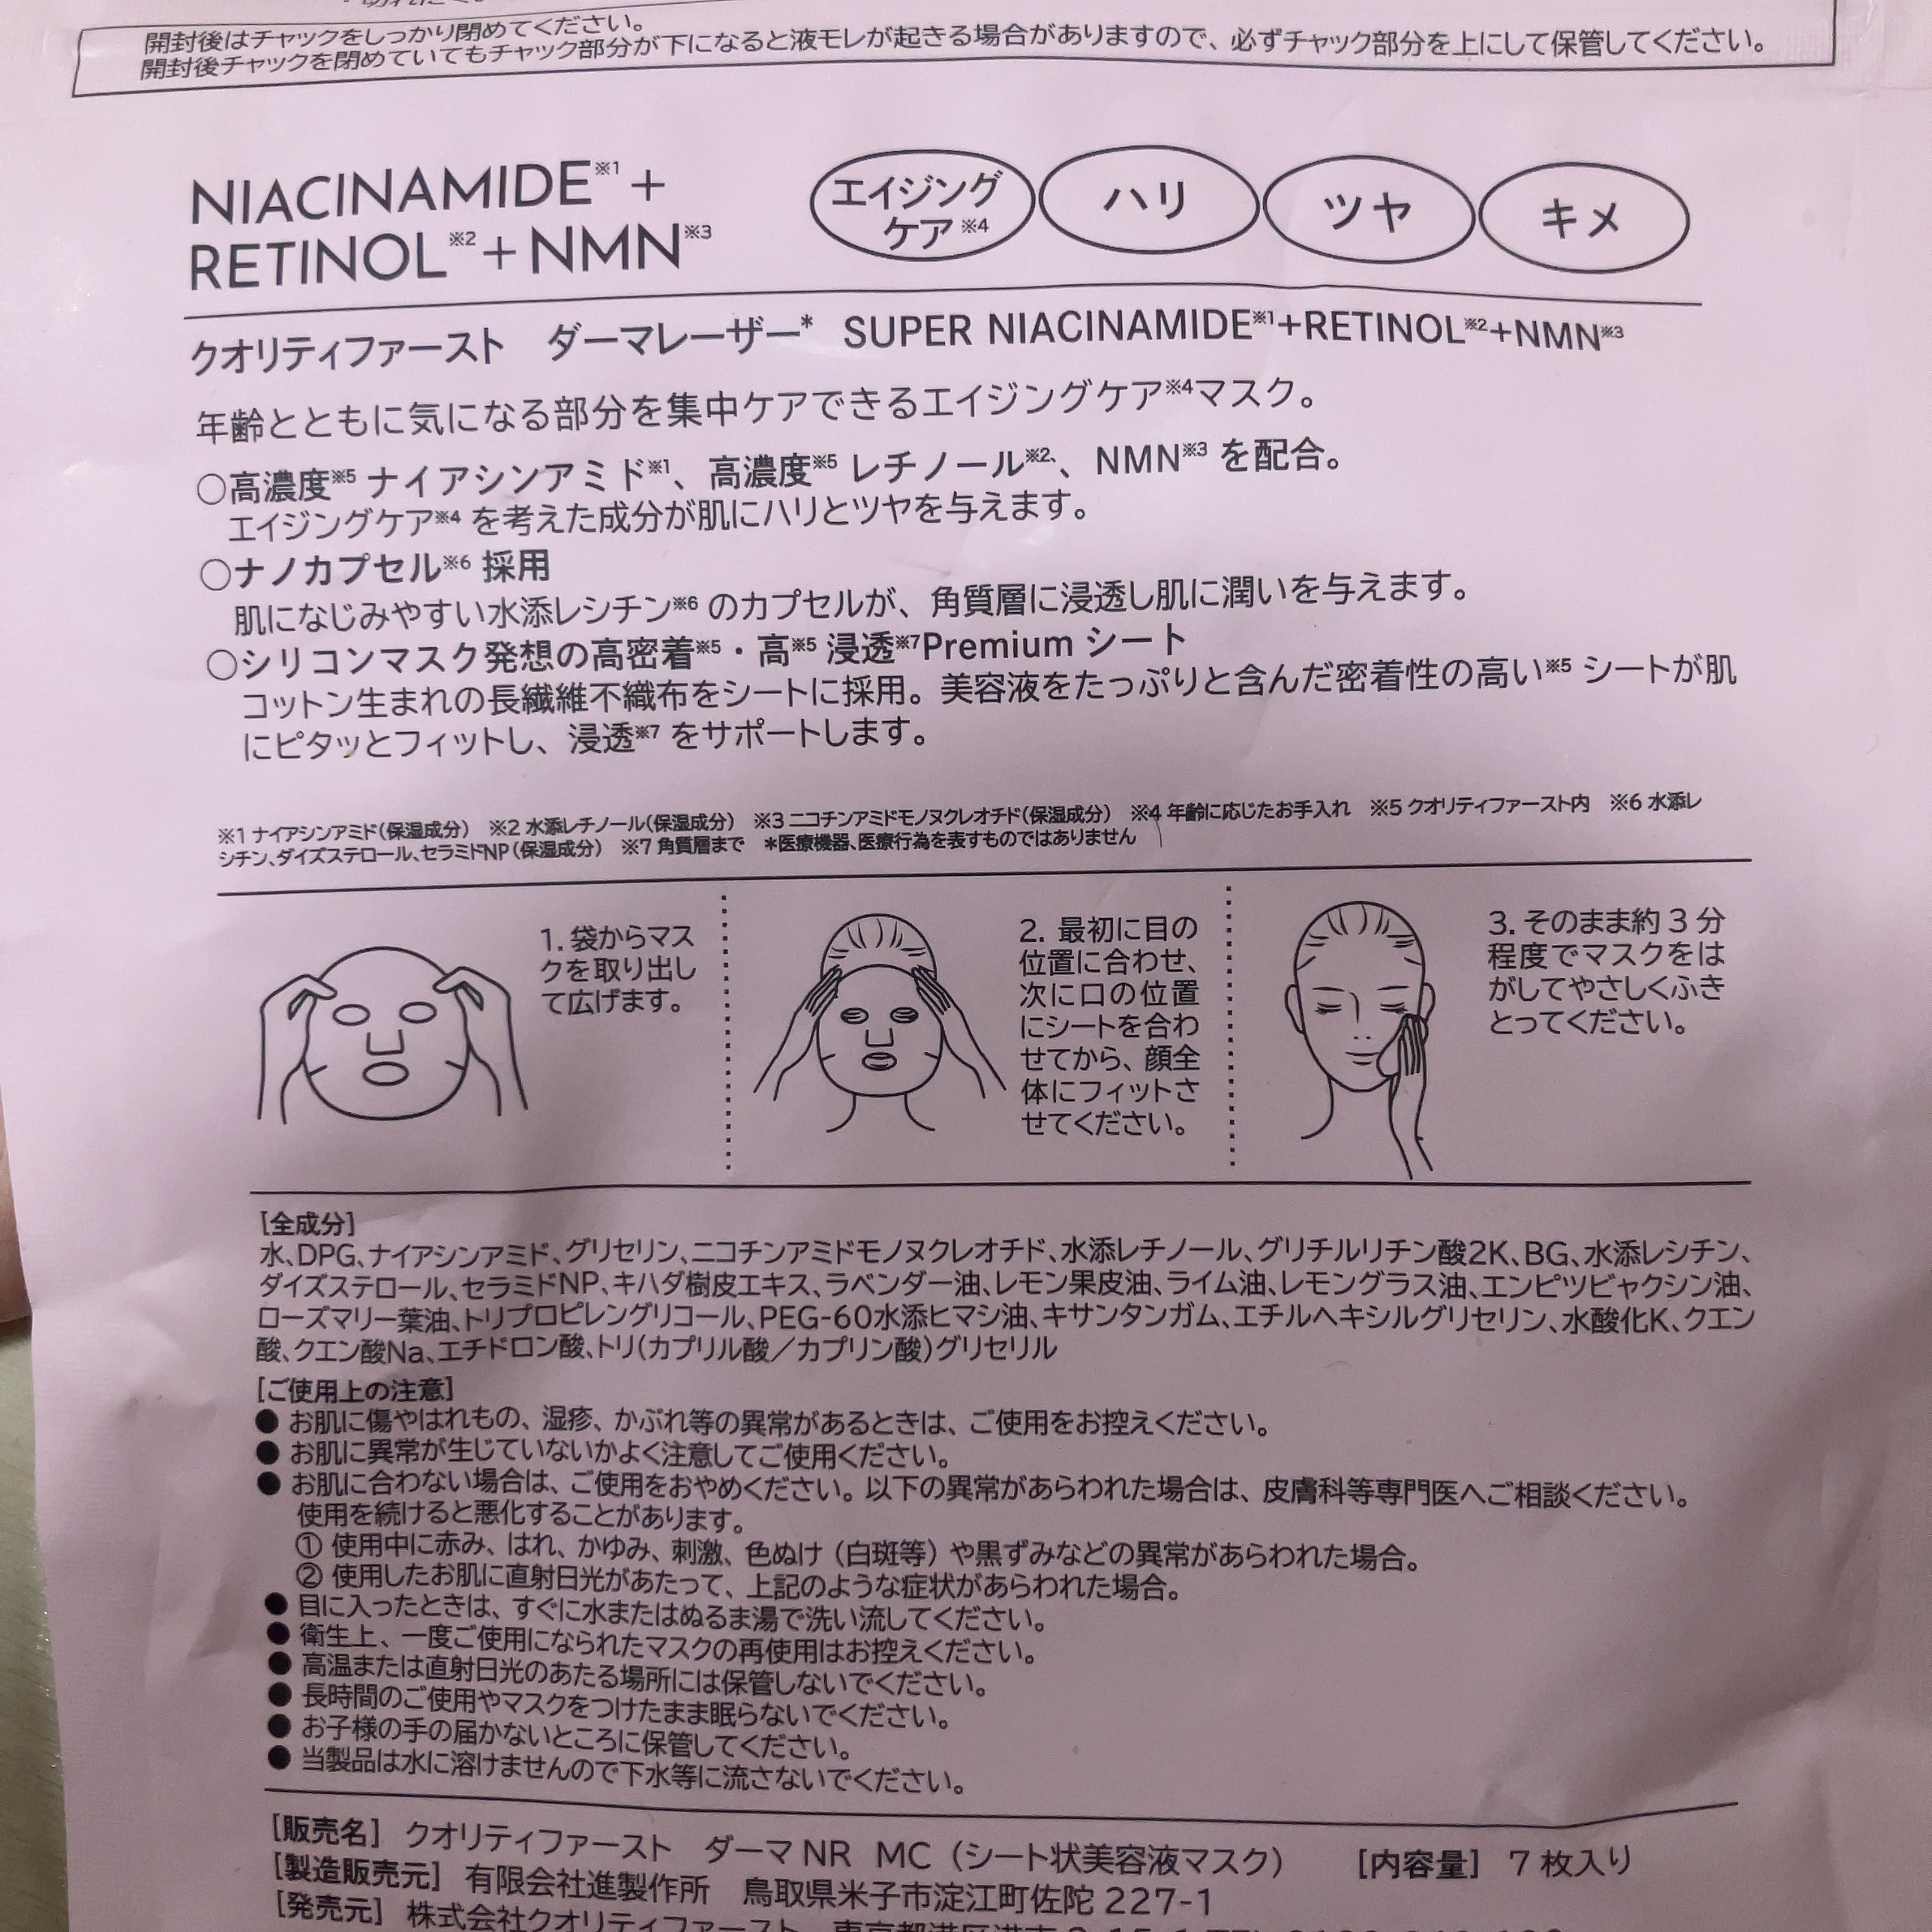 開封後はチャックをしっかり閉めてください。
開封後チャックを閉めていてもチャック部分が下になると液モレが起きる場合がありますので、必ずチャック部分を上にして保管してください。
NIACINAMIDE※1+
RETINOL※2+NMN※3
エイジング
ケア※4
ハリ
ツヤ
キメ
クオリティファースト ダーマレーザー* SUPER NIACINAMIDE※1+RETINOL※2+NMN※3
年齢とともに気になる部分を集中ケアできるエイジングケア※4マスク。
○高濃度※5 ナイアシンアミド※1、高濃度※5 レチノール※2、NMN※3 を配合。
エイジングケア※4 を考えた成分が肌にハリとツヤを与えます。
○ナノカプセル※6 採用
肌になじみやすい水添レシチン※6 のカプセルが、角質層に浸透し肌に潤いを与えます。
○シリコンマスク発想の高密着※5・高※5 浸透※7Premium シート
コットン生まれの長繊維不織布をシートに採用。美容液をたっぷりと含んだ密着性の高い※5 シートが肌
にピタッとフィットし、浸透※7 をサポートします。
※1 ナイアシンアミド(保湿成分) ※2 水添レチノール(保湿成分) ※3 ニコチンアミドモノヌクレオチド(保湿成分) ※4 年齢に応じたお手入れ ※5 クオリティファースト内 ※6 水添レ
シチン、ダイズステロール、セラミドNP(保湿成分) ※7 角質層まで *医療機器、医療行為を表すものではありません
1. 袋からマス
クを取り出し
て広げます。
2. 最初に目の
位置に合わせ、
次に口の位置
にシートを合わ
せてから、顔全
体にフィットさ
せてください。
3. そのまま約 3 分
程度でマスクをは
がしてやさしくふき
とってください。
[全成分]
水、DPG、ナイアシンアミド、グリセリン、ニコチンアミドモノヌクレオチド、水添レチノール、グリチルリチン酸2K、BG、水添レシチン、
ダイズステロール、セラミドNP、キハダ樹皮エキス、ラベンダー油、レモン果皮油、ライム油、レモングラス油、エンピツビャクシン油、
ローズマリー葉油、トリプロピレングリコール、PEG-60水添ヒマシ油、キサンタンガム、エチルヘキシルグリセリン、水酸化K、クエン
酸、クエン酸Na、エチドロン酸、トリ(カプリル酸/カプリン酸)グリセリル
[ご使用上の注意]
● お肌に傷やはれもの、湿疹、かぶれ等の異常があるときは、ご使用をお控えください。
● お肌に異常が生じていないかよく注意してご使用ください。
● お肌に合わない場合は、ご使用をおやめください。以下の異常があらわれた場合は、皮膚科等専門医へご相談ください。
使用を続けると悪化することがあります。
① 使用中に赤み、はれ、かゆみ、刺激、色ぬけ(白斑等)や黒ずみなどの異常があらわれた場合。
② 使用したお肌に直射日光があたって、上記のような症状があらわれた場合。
● 目に入ったときは、すぐに水またはぬるま湯で洗い流してください。
● 衛生上、一度ご使用になられたマスクの再使用はお控えください。
● 高温または直射日光のあたる場所には保管しないでください。
● 長時間のご使用やマスクをつけたまま眠らないでください。
● お子様の手の届かないところに保管してください。
● 当製品は水に溶けませんので下水等に流さないでください。
[販売名] クオリティファースト ダーマ NR MC(シート状美容液マスク) [内容量] 7 枚入り
[製造販売元] 有限会社進製作所 鳥取県米子市淀江町佐陀 227-1
[発売元] 株式会社クオリティファースト